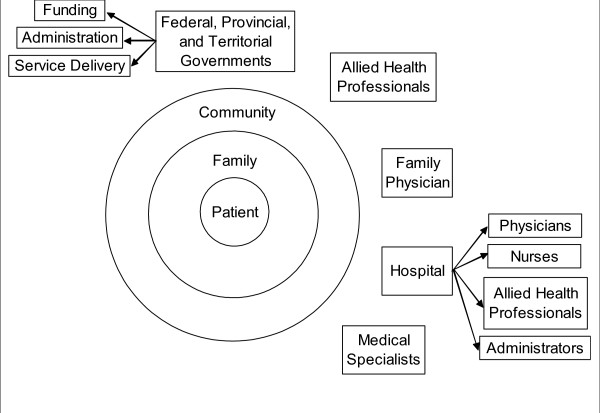 Funding
Administration
Service Delivery
Federal, Provincial,
and Territorial
Governments
Allied Health
Professionals
Community
Family
Patient
Family
Physician
Hospital
Physicians
Nurses
Allied Health
Professionals
Administrators
Medical
Specialists